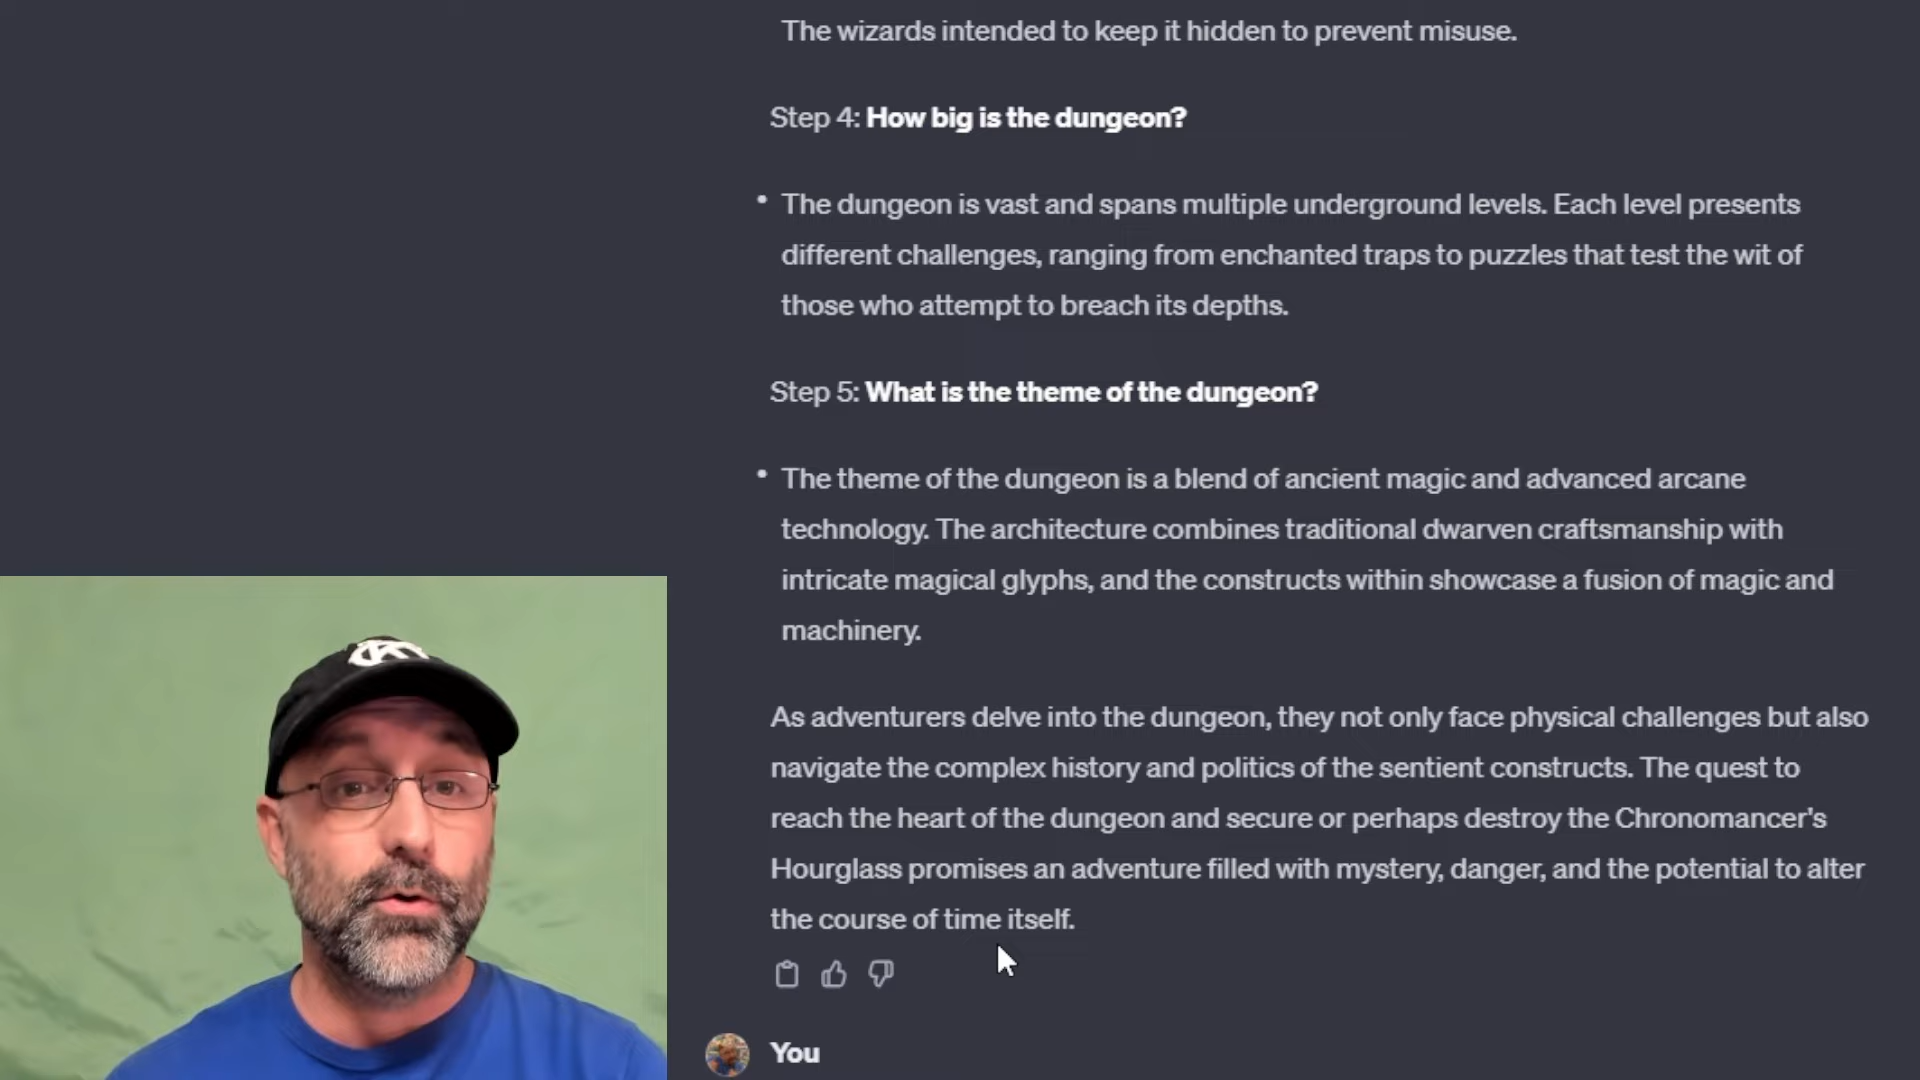 The wizards intended to keep it hidden to prevent misuse.
Step 4: How big is the dungeon?
• The dungeon is vast and spans multiple underground levels. Each level presents
different challenges, ranging from enchanted traps to puzzles that test the wit of
those who attempt to breach its depths.
Step 5: What is the theme of the dungeon?
• The theme of the dungeon is a blend of ancient magic and advanced arcane
technology. The architecture combines traditional dwarven craftsmanship with
intricate magical glyphs, and the constructs within showcase a fusion of magic and
machinery.
As adventurers delve into the dungeon, they not only face physical challenges but also
navigate the complex history and politics of the sentient constructs. The quest to
reach the heart of the dungeon and secure or perhaps destroy the Chronomancer's
Hourglass promises an adventure filled with mystery, danger, and the potential to alter
the course of time itself.
You
KC